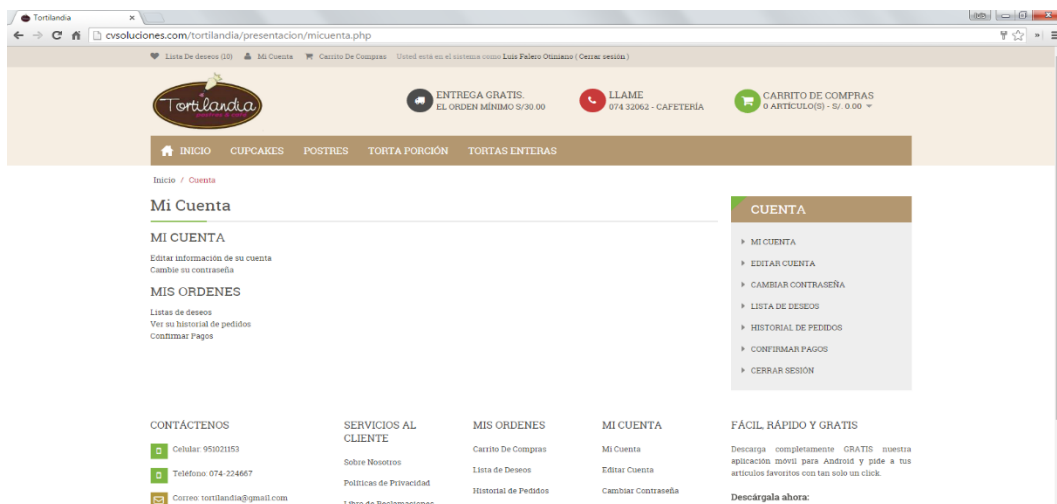 Tortilandia
Luis
cvsoluciones.com/tortilandia/presentacion/micuenta.php
Lista De deseos (10) Mi Cuenta Carrito De Compras Usted está en el sistema como Luis Falero Otiniano ( Cerrar sesión )
Tortilandia
postres & café
ENTREGA GRATIS.
EL ORDEN MÍNIMO S/30.00
LLAME
074 32062 - CAFETERÍA
CARRITO DE COMPRAS
0 ARTÍCULO(S) - S/. 0.00
INICIO CUPCAKES POSTRES TORTA PORCIÓN TORTAS ENTERAS
Inicio / Cuenta
Mi Cuenta
MI CUENTA
Editar información de su cuenta
Cambie su contraseña
MIS ORDENES
Listas de deseos
Ver su historial de pedidos
Confirmar Pagos
CUENTA
MI CUENTA
EDITAR CUENTA
CAMBIAR CONTRASEÑA
LISTA DE DESEOS
HISTORIAL DE PEDIDOS
CONFIRMAR PAGOS
CERRAR SESIÓN
CONTÁCTENOS
Celular: 951021153
Teléfono: 074-224667
Correo: tortilandia@gmail.com
SERVICIOS AL
CLIENTE
Sobre Nosotros
Políticas de Privacidad
Libro de Reclamaciones
MIS ORDENES
Carrito De Compras
Lista de Deseos
Historial de Pedidos
MI CUENTA
Mi Cuenta
Editar Cuenta
Cambiar Contraseña
FÁCIL, RÁPIDO Y GRATIS
Descarga completamente GRATIS nuestra
aplicación móvil para Android y pide a tus
artículos favoritos con tan solo un click.
Descárgala ahora: